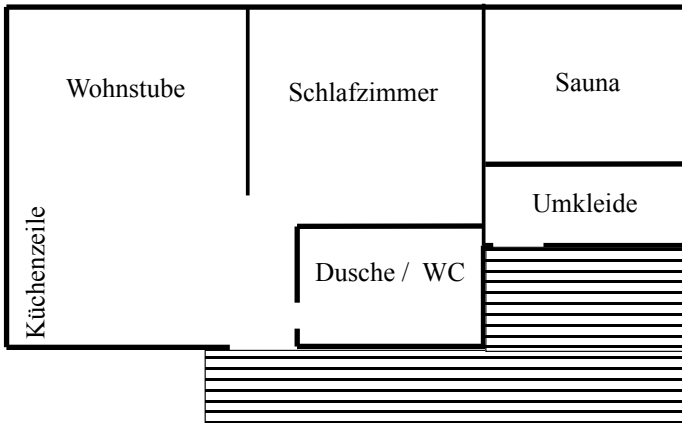 Wohnstube
Schlafzimmer
Sauna
Umkleide
Küchenzeile
Dusche / WC